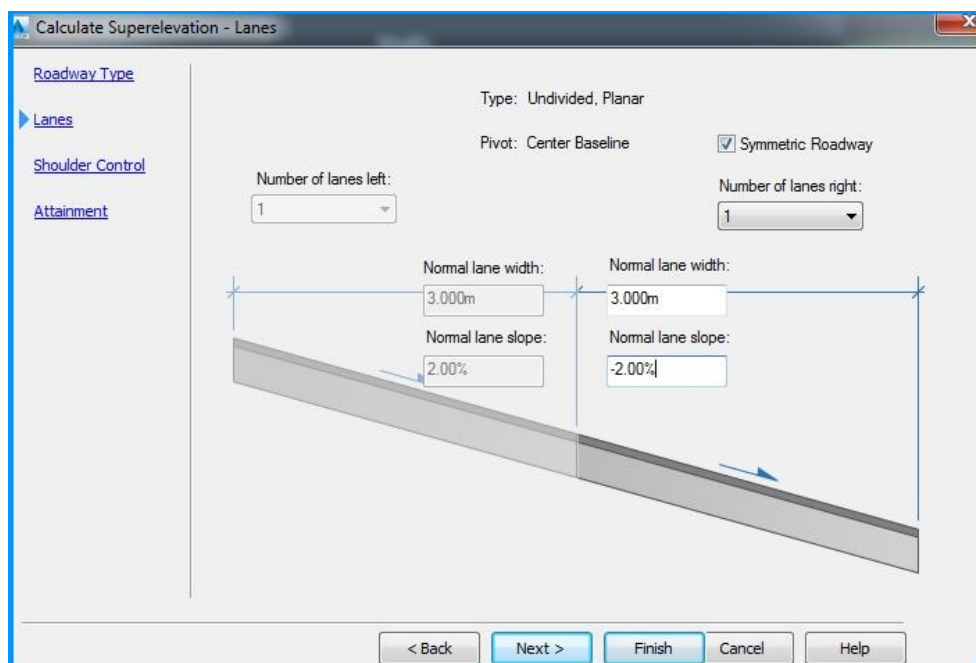 Calculate Superelevation - Lanes
X
Roadway Type
Lanes
Shoulder Control
Attainment
Type: Undivided, Planar
Pivot: Center Baseline
Symmetric Roadway
Number of lanes left:
1
Number of lanes right:
1
Normal lane width:
3.000m
Normal lane width:
3.000m
Normal lane slope:
2.00%
Normal lane slope:
-2.00%
< Back
Next >
Finish
Cancel
Help